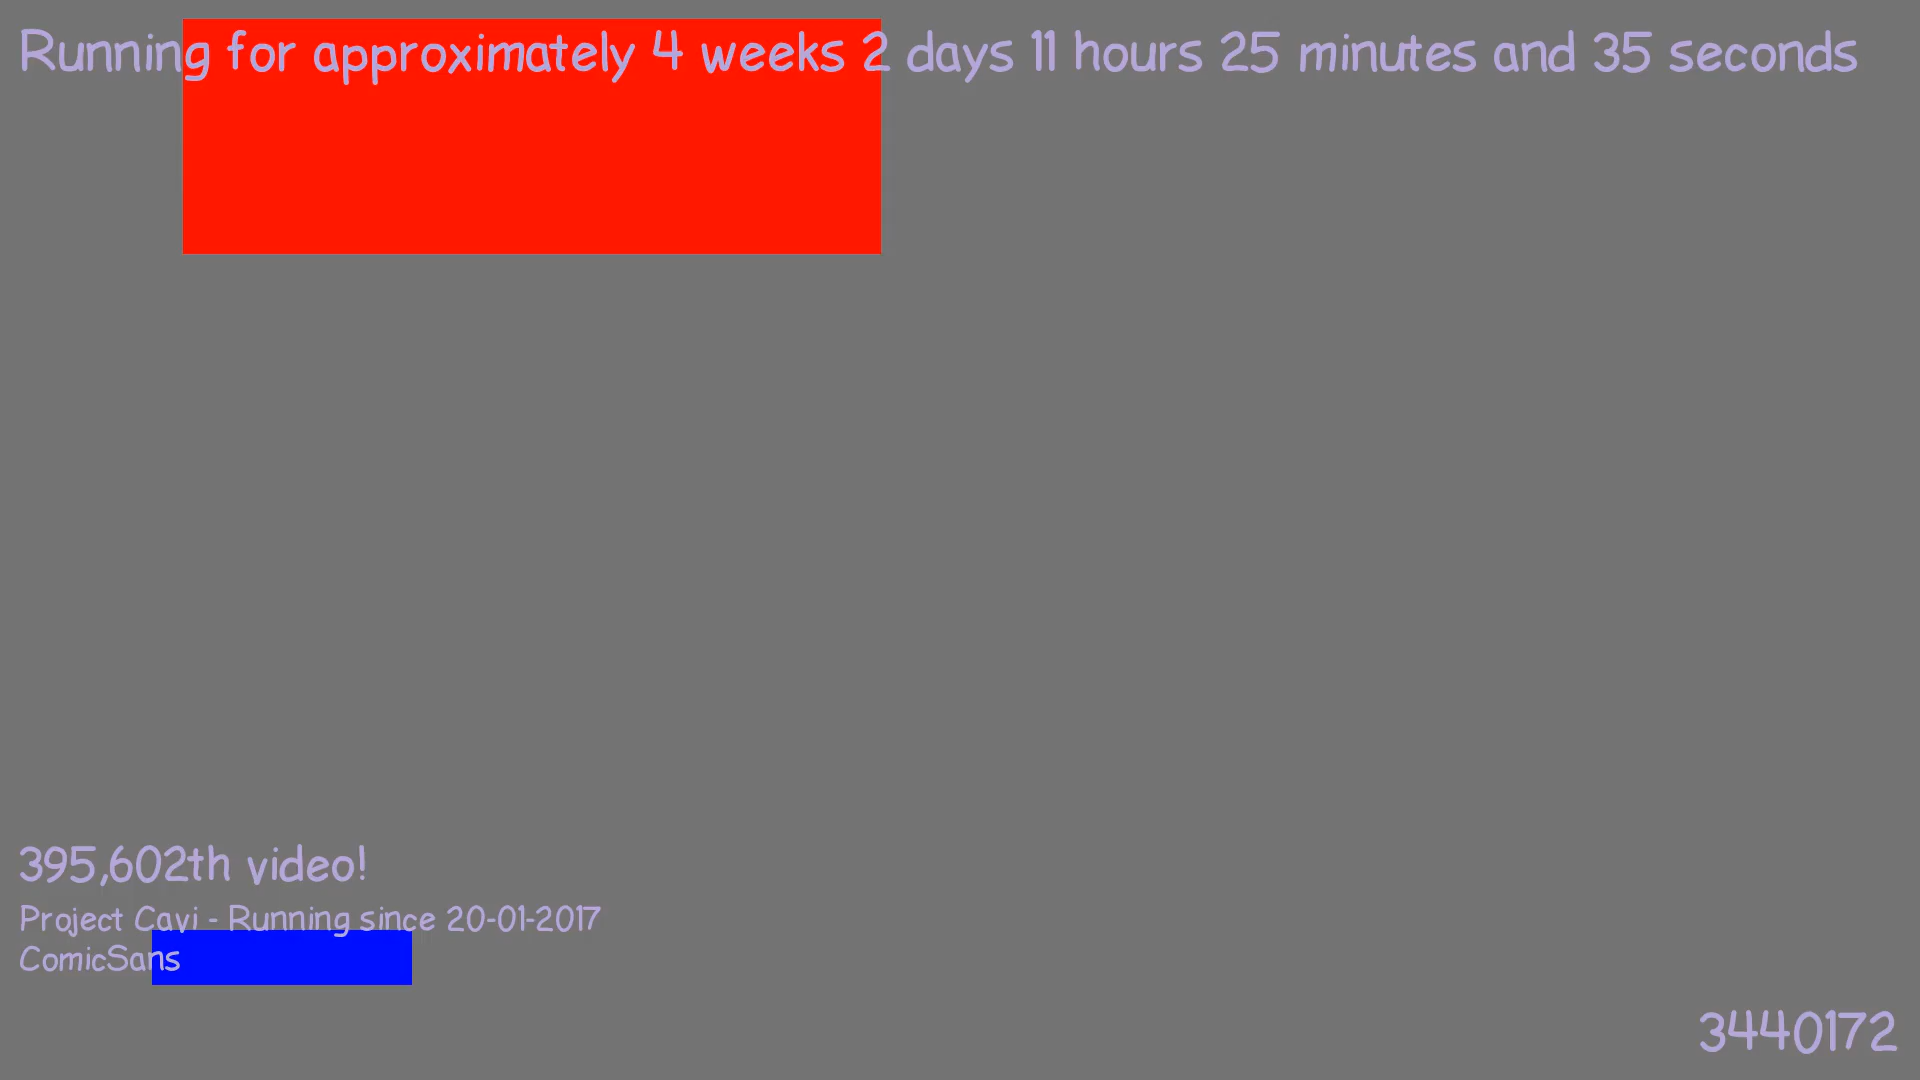 Running for approximately 4 weeks 2 days 11 hours 25 minutes and 35 seconds
395,602th video!
Project Cavi - Running since 20-01-2017
ComicSans
3440172